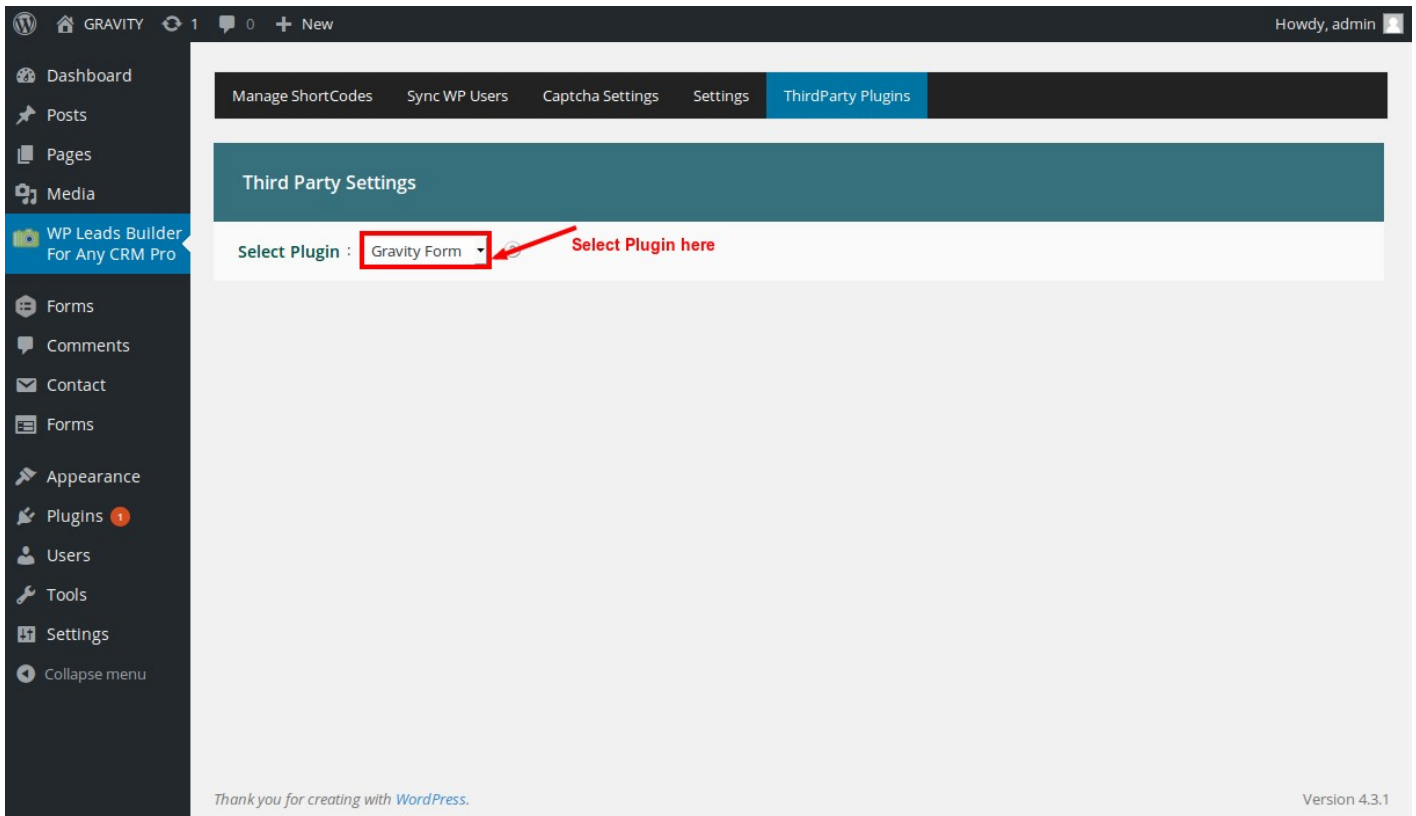 GRAVITY 1 0 New Howdy, admin
Dashboard
Posts
Pages
Media
WP Leads Builder
For Any CRM Pro
Forms
Comments
Contact
Forms
Appearance
Plugins 1
Users
Tools
Settings
Collapse menu
Manage ShortCodes Sync WP Users Captcha Settings Settings ThirdParty Plugins
Third Party Settings
Select Plugin : Gravity Form Select Plugin here
Thank you for creating with WordPress. Version 4.3.1